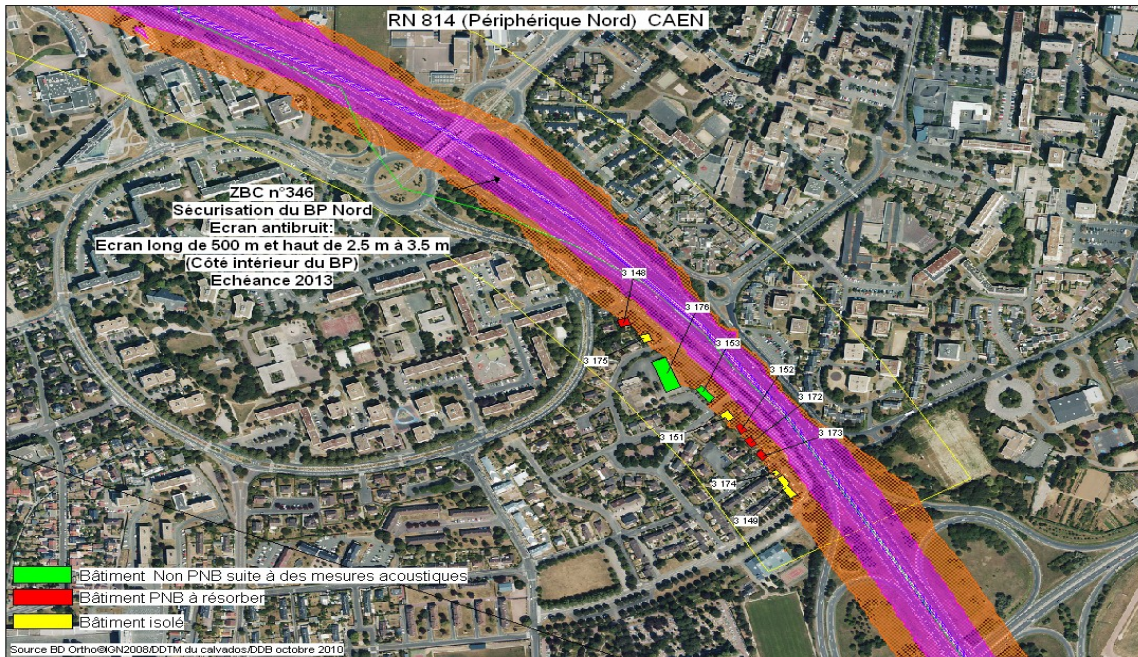 RN 814 (Périphérique Nord)  CAEN
ZBC n°346
Sécurisation du BP Nord
Ecran antibruit:
Ecran long de 500 m et haut de 2.5 m à 3.5 m
(Côté intérieur du BP)
Echéance 2013
3 148
3 176
3 153
3 175
3 152
3 172
3 151
3 173
3 174
3 149
Bâtiment Non PNB suite à des mesures acoustiques
Bâtiment PNB à résorber
Bâtiment isolé
Source BD Ortho©IGN2008/DDTM du calvados/DDB octobre 2010